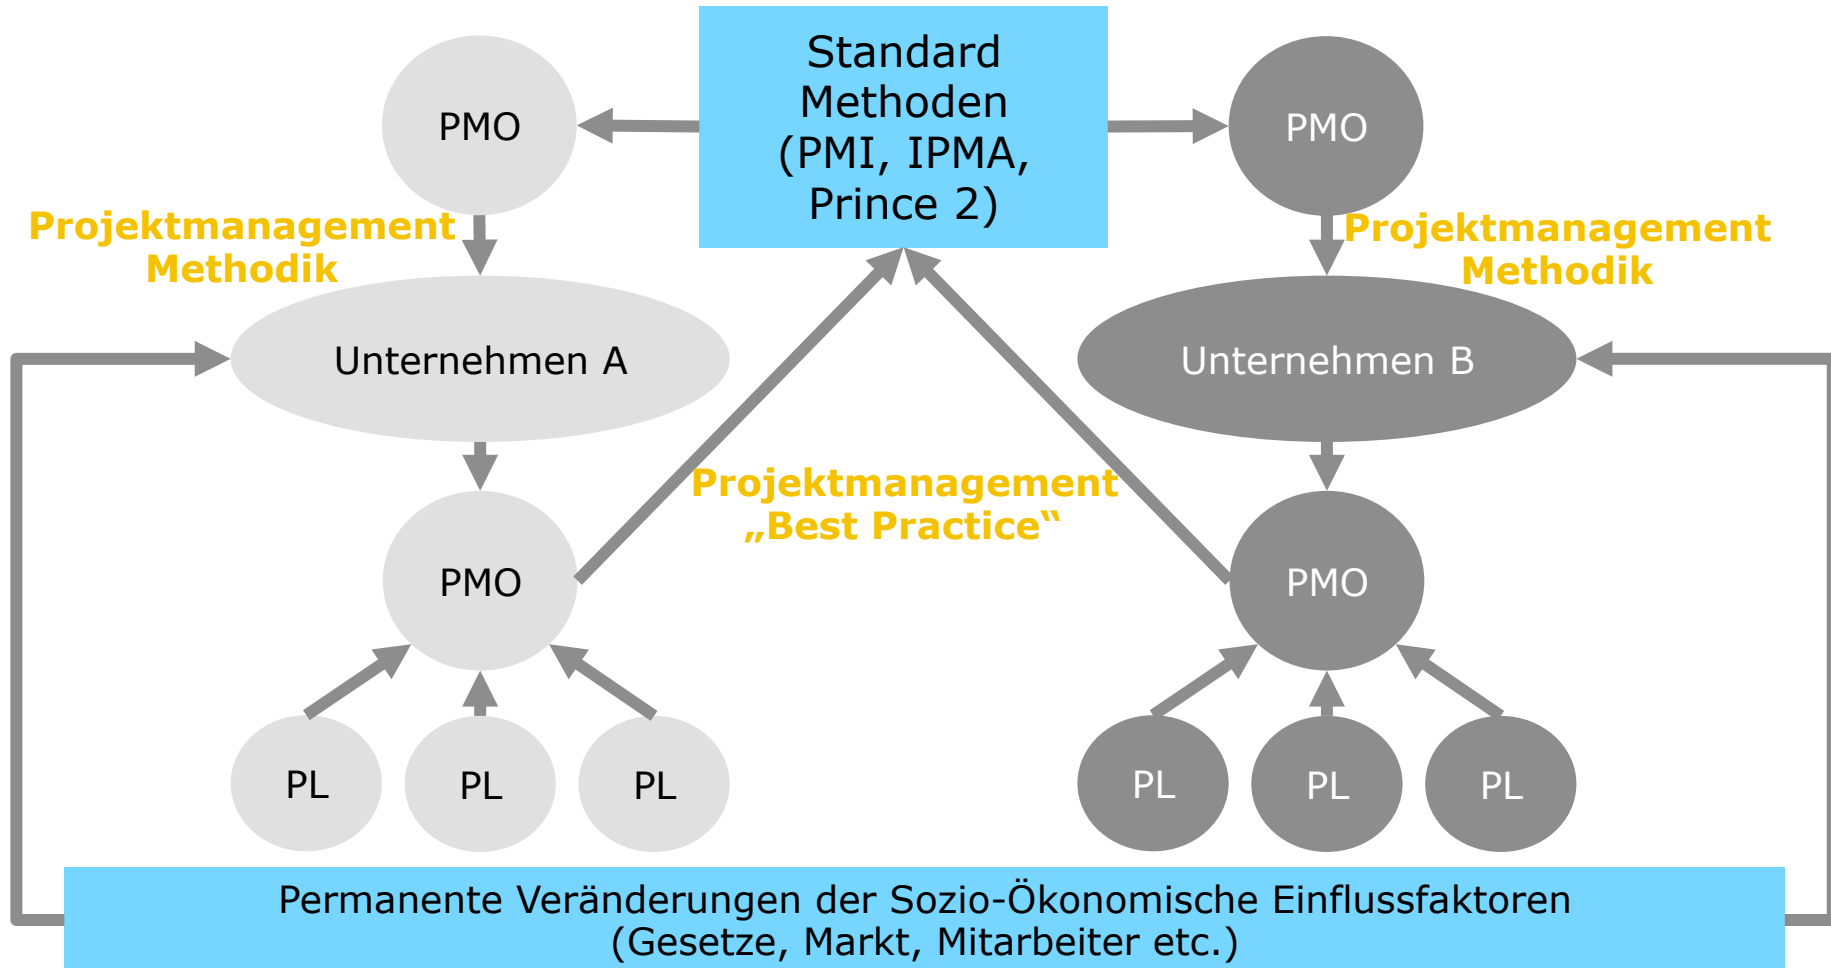 Standard
Methoden
(PMI, IPMA,
Prince 2)
PMO
PMO
Projektmanagement
Methodik
Projektmanagement
Methodik
Unternehmen A
Unternehmen B
Projektmanagement
„Best Practice“
PMO
PMO
PL
PL
PL
PL
PL
PL
Permanente Veränderungen der Sozio-Ökonomische Einflussfaktoren
(Gesetze, Markt, Mitarbeiter etc.)